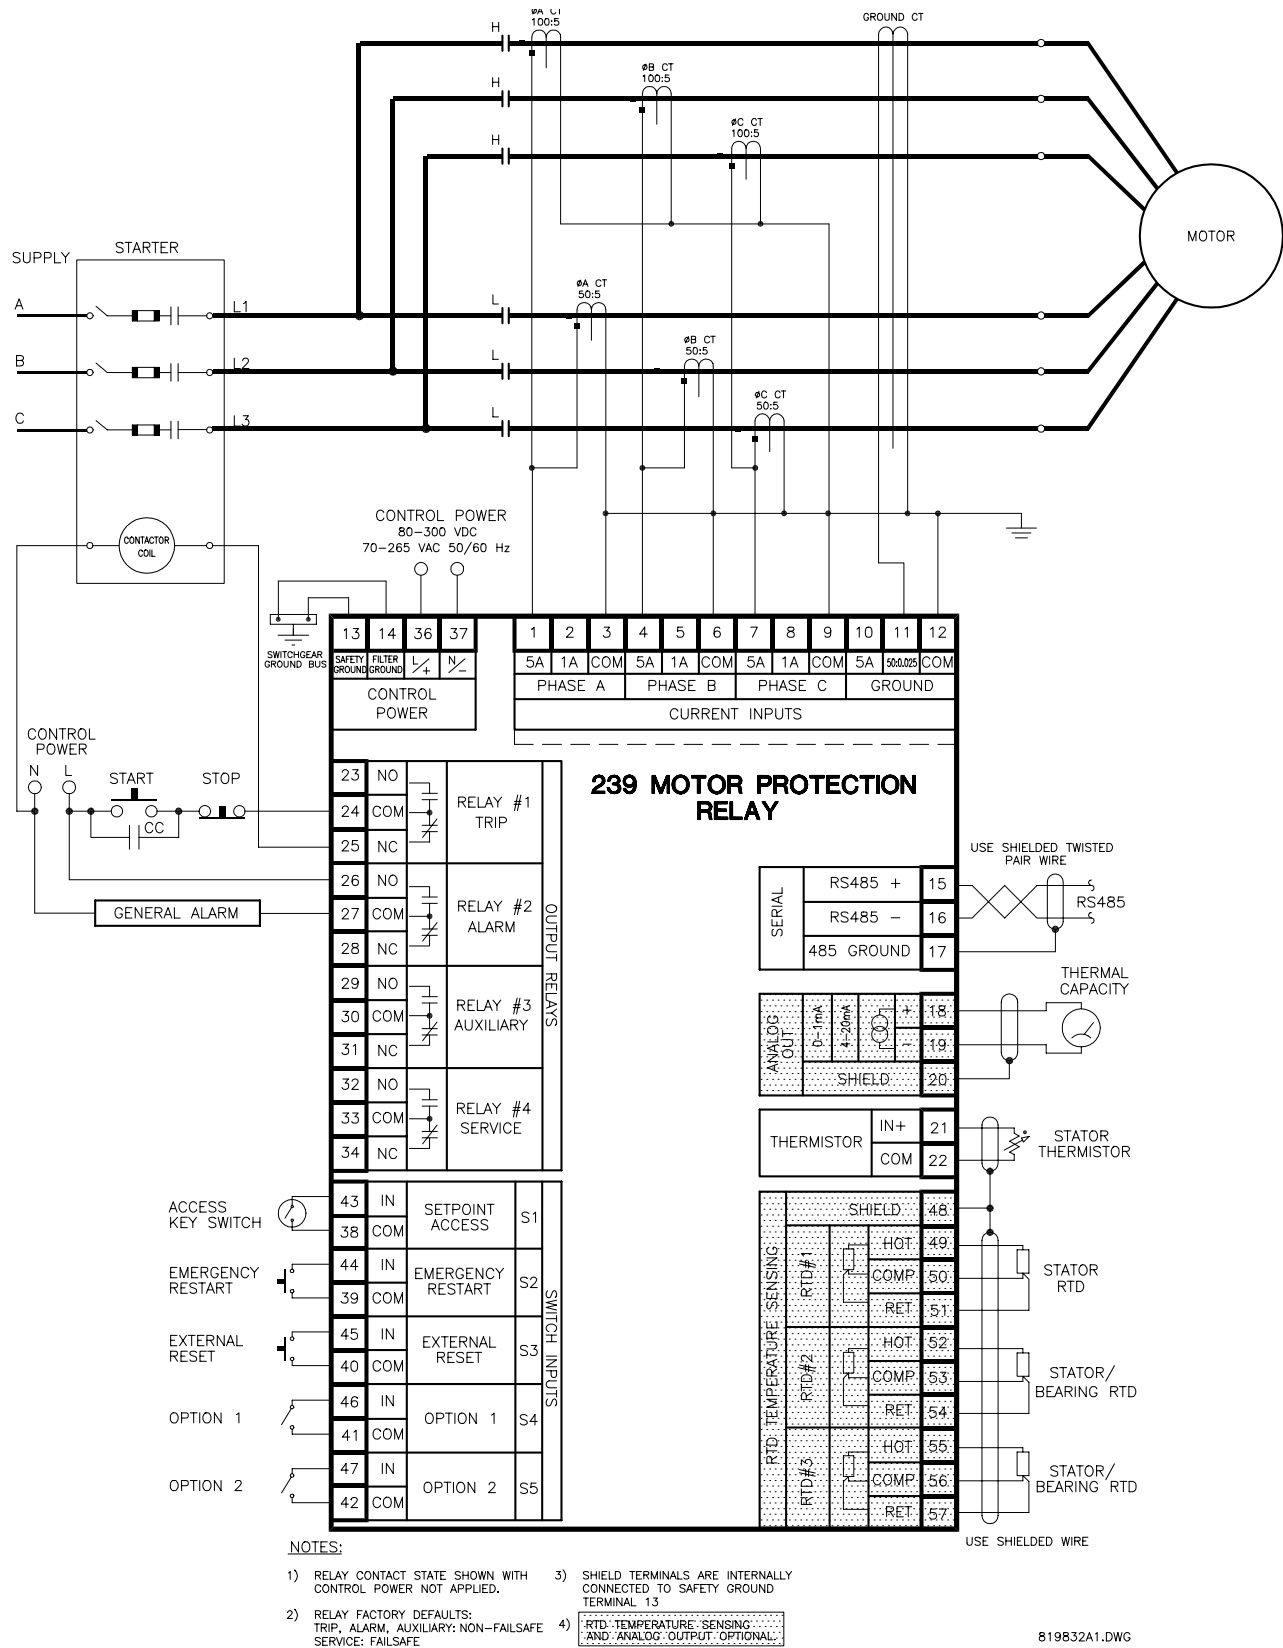 ØA CT
100:5
GROUND CT
H
ØB CT
100:5
H
ØC CT
100:5
H
MOTOR
SUPPLY
STARTER
ØA CT
50:5
A
L1
L
ØB CT
50:5
B
L2
L
ØC CT
50:5
C
L3
L
CONTACTOR
COIL
CONTROL POWER
80-300 VDC
70-265 VAC 50/60 Hz
SWITCHGEAR
GROUND BUS
13 14 36 37
SAFETY GROUND
FILTER GROUND
L/+
N/-
CONTROL
POWER
1 2 3 4 5 6 7 8 9 10 11 12
5A 1A COM 5A 1A COM 5A 1A COM 5A 50:0.025 COM
PHASE A PHASE B PHASE C GROUND
CURRENT INPUTS
239 MOTOR PROTECTION
RELAY
CONTROL
POWER
N L
START
STOP
CC
GENERAL ALARM
23 NO
24 COM
25 NC
RELAY #1
TRIP
26 NO
27 COM
28 NC
RELAY #2
ALARM
29 NO
30 COM
31 NC
RELAY #3
AUXILIARY
32 NO
33 COM
34 NC
RELAY #4
SERVICE
OUTPUT RELAYS
ACCESS
KEY SWITCH
43 IN
38 COM
SETPOINT
ACCESS
S1
EMERGENCY
RESTART
44 IN
39 COM
EMERGENCY
RESTART
S2
EXTERNAL
RESET
45 IN
40 COM
EXTERNAL
RESET
S3
OPTION 1
46 IN
41 COM
OPTION 1
S4
OPTION 2
47 IN
42 COM
OPTION 2
S5
SWITCH INPUTS
USE SHIELDED TWISTED
PAIR WIRE
SERIAL
RS485 + 15
RS485 - 16
485 GROUND 17
RS485
THERMAL
CAPACITY
ANALOG
OUT
0-1mA
4-20mA
+ 18
- 19
SHIELD 20
THERMISTOR
IN+ 21
COM 22
STATOR
THERMISTOR
RTD TEMPERATURE SENSING
SHIELD 48
RTD#1
HOT 49
COMP 50
RET 51
STATOR
RTD
RTD#2
HOT 52
COMP 53
RET 54
STATOR/
BEARING RTD
RTD#3
HOT 55
COMP 56
RET 57
STATOR/
BEARING RTD
USE SHIELDED WIRE
NOTES:
1) RELAY CONTACT STATE SHOWN WITH
CONTROL POWER NOT APPLIED.
2) RELAY FACTORY DEFAULTS:
TRIP, ALARM, AUXILIARY: NON-FAILSAFE
SERVICE: FAILSAFE
3) SHIELD TERMINALS ARE INTERNALLY
CONNECTED TO SAFETY GROUND
TERMINAL 13
4) RTD TEMPERATURE SENSING
AND ANALOG OUTPUT OPTIONAL.
819832A1.DWG